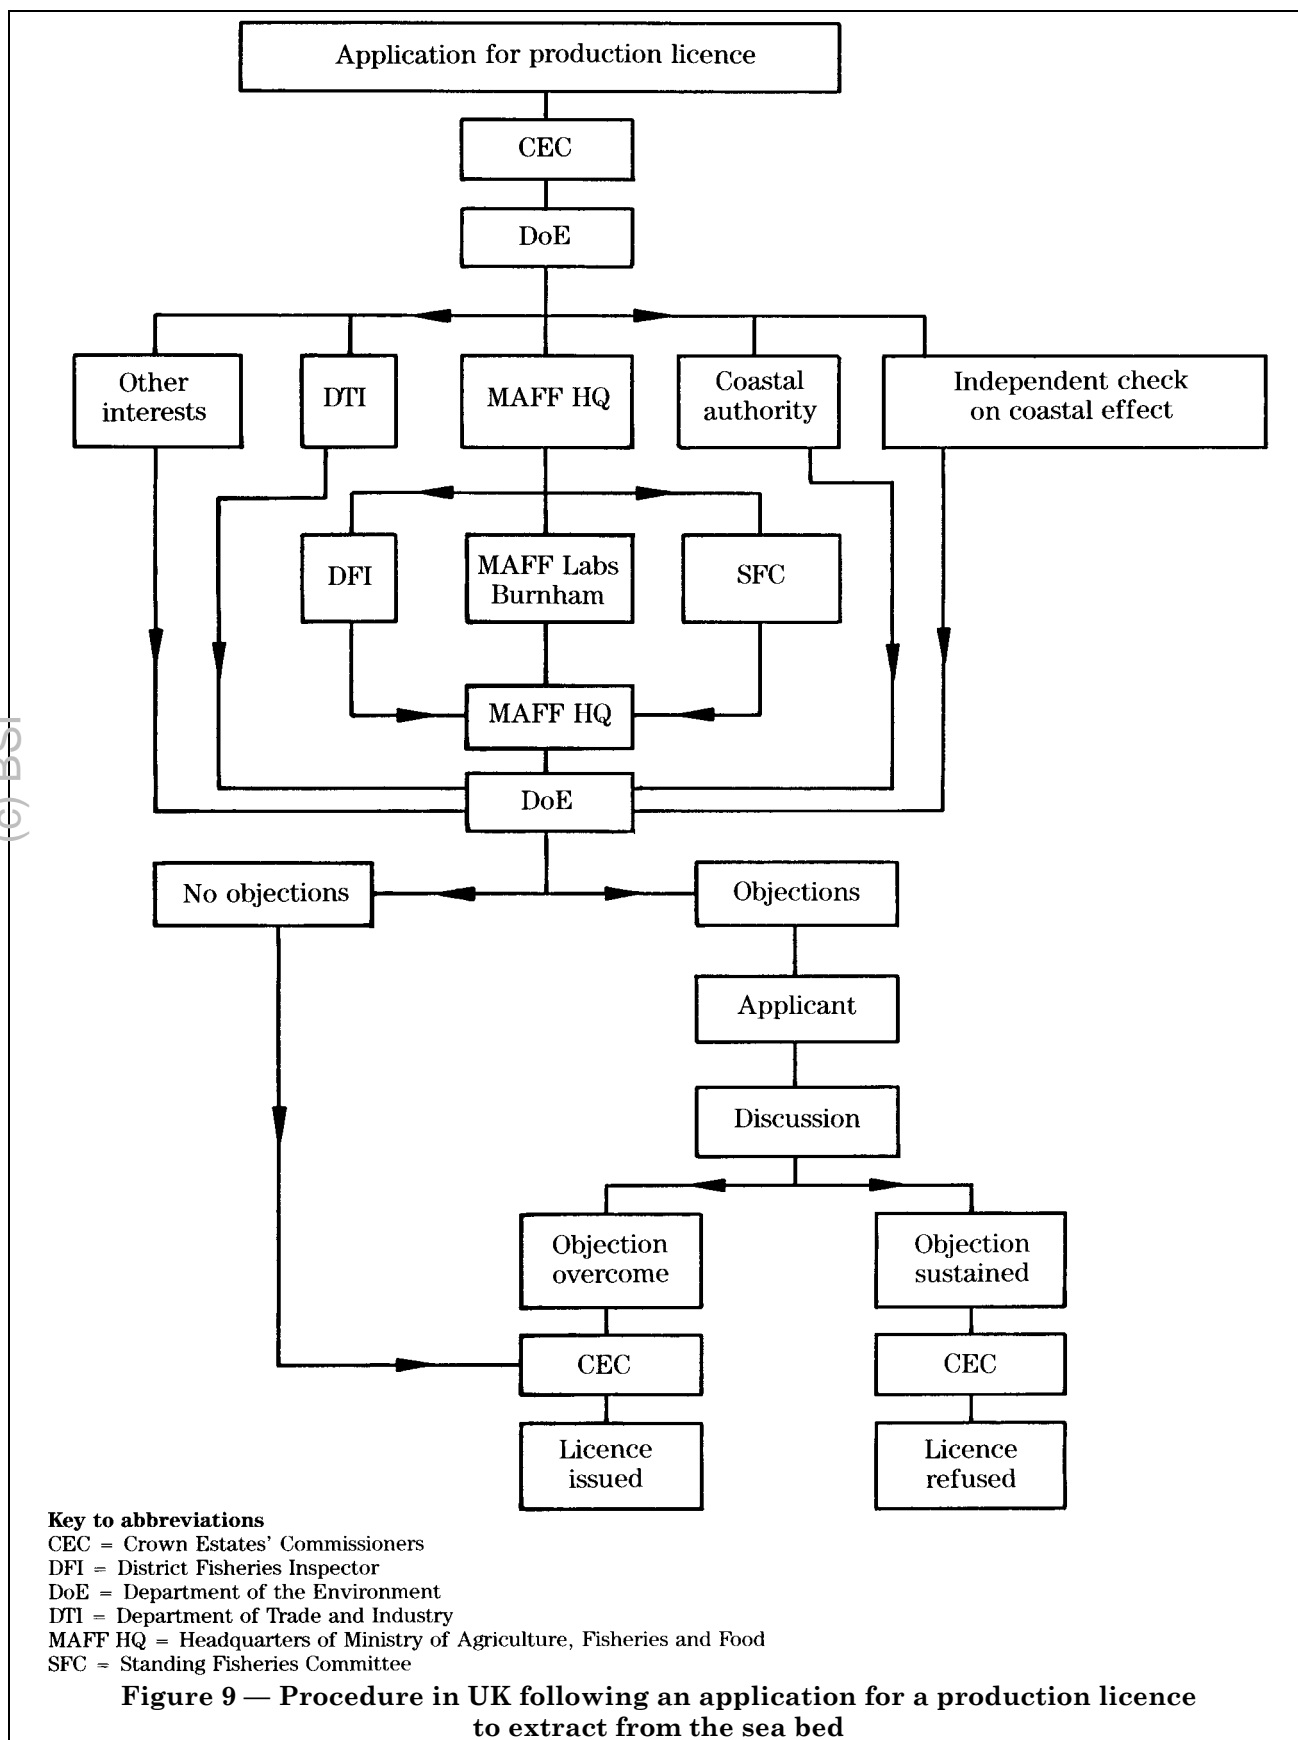 Application for production licence
CEC
DoE
Other
interests
DTI
MAFF HQ
Coastal
authority
Independent check
on coastal effect
DFI
MAFF Labs
Burnham
SFC
MAFF HQ
DoE
(c) BSI
No objections
Objections
Applicant
Discussion
Objection
overcome
Objection
sustained
CEC
CEC
Licence
issued
Licence
refused
Key to abbreviations
CEC = Crown Estates' Commissioners
DFI = District Fisheries Inspector
DoE = Department of the Environment
DTI = Department of Trade and Industry
MAFF HQ = Headquarters of Ministry of Agriculture, Fisheries and Food
SFC = Standing Fisheries Committee
Figure 9 — Procedure in UK following an application for a production licence
to extract from the sea bed